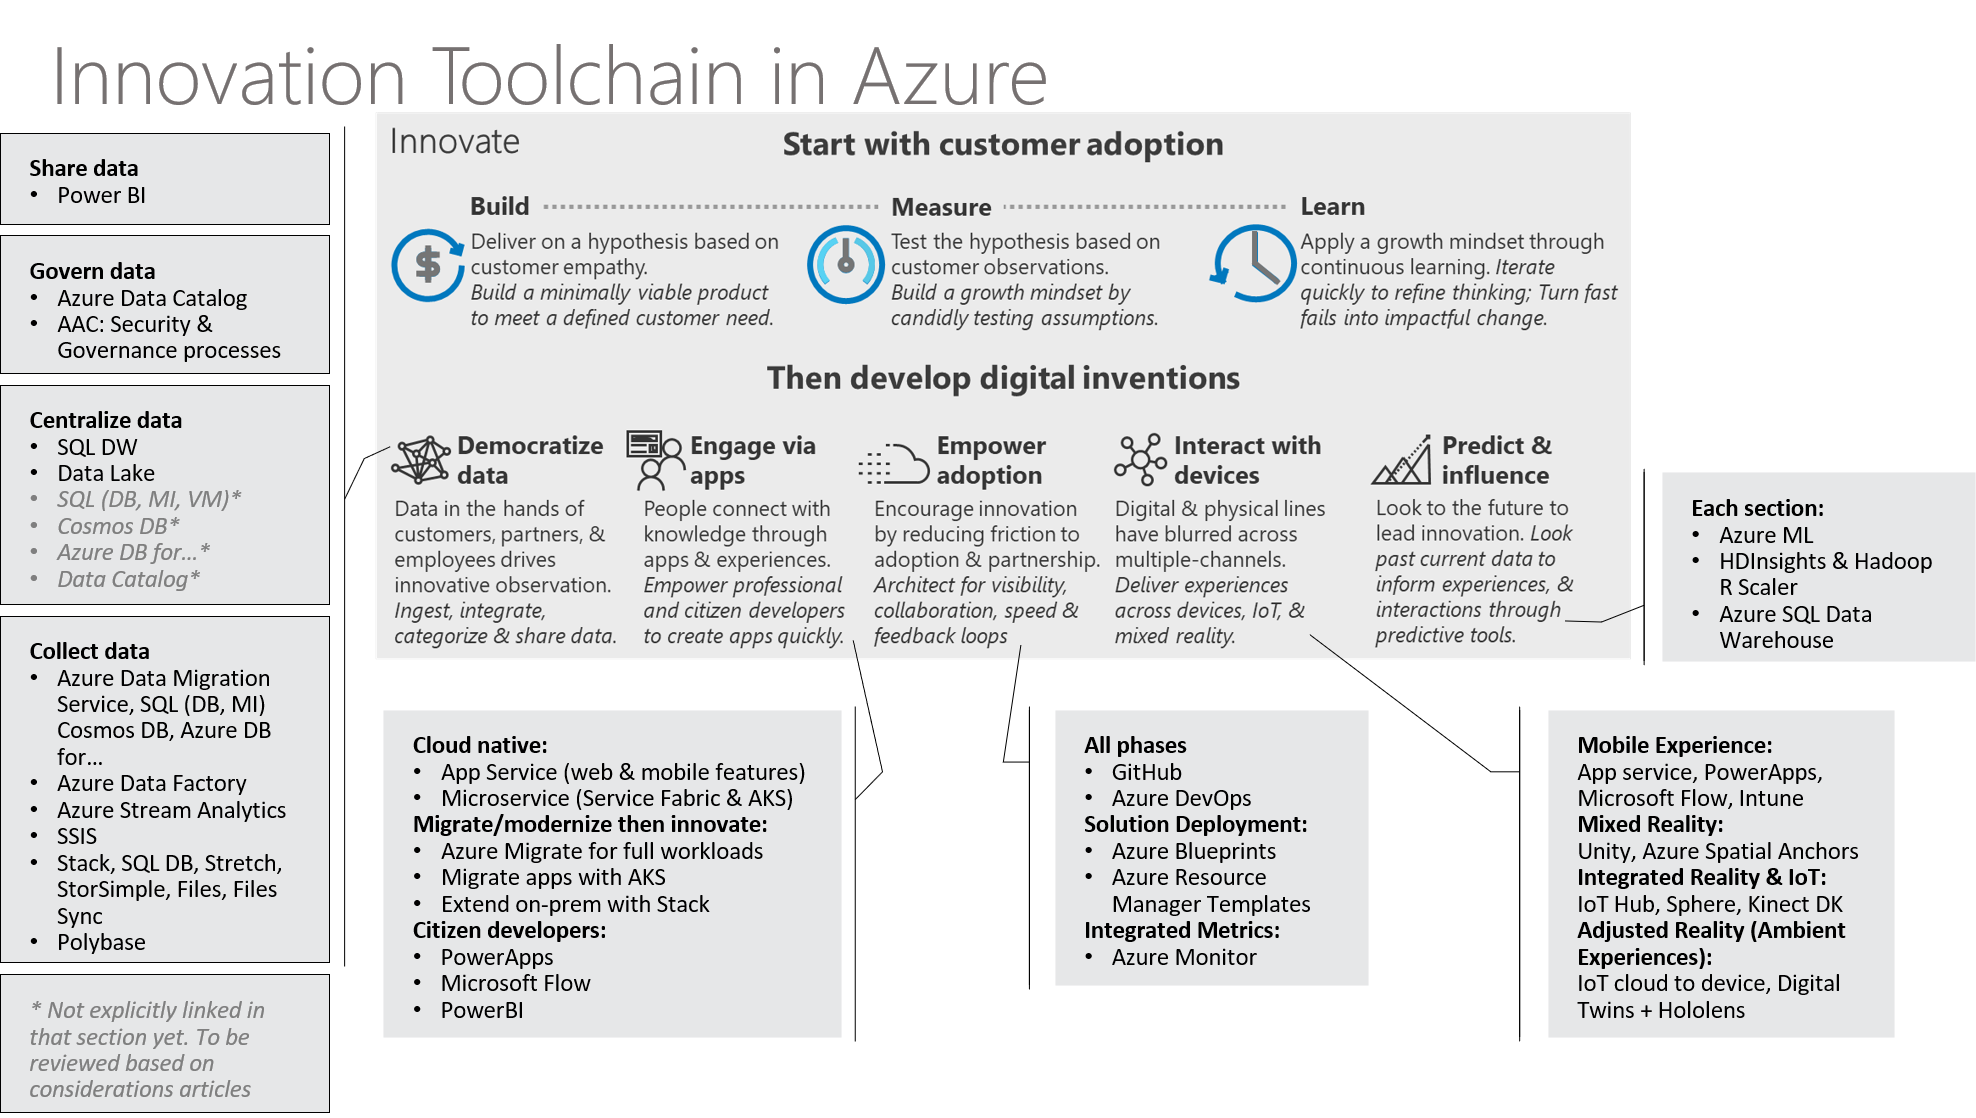 Innovation Toolchain in Azure
Share data
• Power BI
Govern data
• Azure Data Catalog
• AAC: Security &
Governance processes
Centralize data
• SQL DW
• Data Lake
• SQL (DB, MI, VM)*
• Cosmos DB*
• Azure DB for...*
• Data Catalog*
Collect data
• Azure Data Migration
Service, SQL (DB, MI)
Cosmos DB, Azure DB
for...
• Azure Data Factory
• Azure Stream Analytics
• SSIS
• Stack, SQL DB, Stretch,
StorSimple, Files, Files
Sync
• Polybase
* Not explicitly linked in
that section yet. To be
reviewed based on
considerations articles
Innovate
Start with customer adoption
Build
Deliver on a hypothesis based on
customer empathy.
Build a minimally viable product
to meet a defined customer need.
Measure
Test the hypothesis based on
customer observations.
Build a growth mindset by
candidly testing assumptions.
Learn
Apply a growth mindset through
continuous learning. Iterate
quickly to refine thinking; Turn fast
fails into impactful change.
Then develop digital inventions
Democratize
data
Data in the hands of
customers, partners, &
employees drives
innovative observation.
Ingest, integrate,
categorize & share data.
Engage via
apps
People connect with
knowledge through
apps & experiences.
Empower professional
and citizen developers
to create apps quickly.
Empower
adoption
Encourage innovation
by reducing friction to
adoption & partnership.
Architect for visibility,
collaboration, speed &
feedback loops
Interact with
devices
Digital & physical lines
have blurred across
multiple-channels.
Deliver experiences
across devices, IoT, &
mixed reality.
Predict &
influence
Look to the future to
lead innovation. Look
past current data to
inform experiences, &
interactions through
predictive tools.
Each section:
• Azure ML
• HDInsights & Hadoop
R Scaler
• Azure SQL Data
Warehouse
Cloud native:
• App Service (web & mobile features)
• Microservice (Service Fabric & AKS)
Migrate/modernize then innovate:
• Azure Migrate for full workloads
• Migrate apps with AKS
• Extend on-prem with Stack
Citizen developers:
• PowerApps
• Microsoft Flow
• PowerBI
All phases
• GitHub
• Azure DevOps
Solution Deployment:
• Azure Blueprints
• Azure Resource
Manager Templates
Integrated Metrics:
• Azure Monitor
Mobile Experience:
App service, PowerApps,
Microsoft Flow, Intune
Mixed Reality:
Unity, Azure Spatial Anchors
Integrated Reality & IoT:
IoT Hub, Sphere, Kinect DK
Adjusted Reality (Ambient
Experiences):
IoT cloud to device, Digital
Twins + Hololens